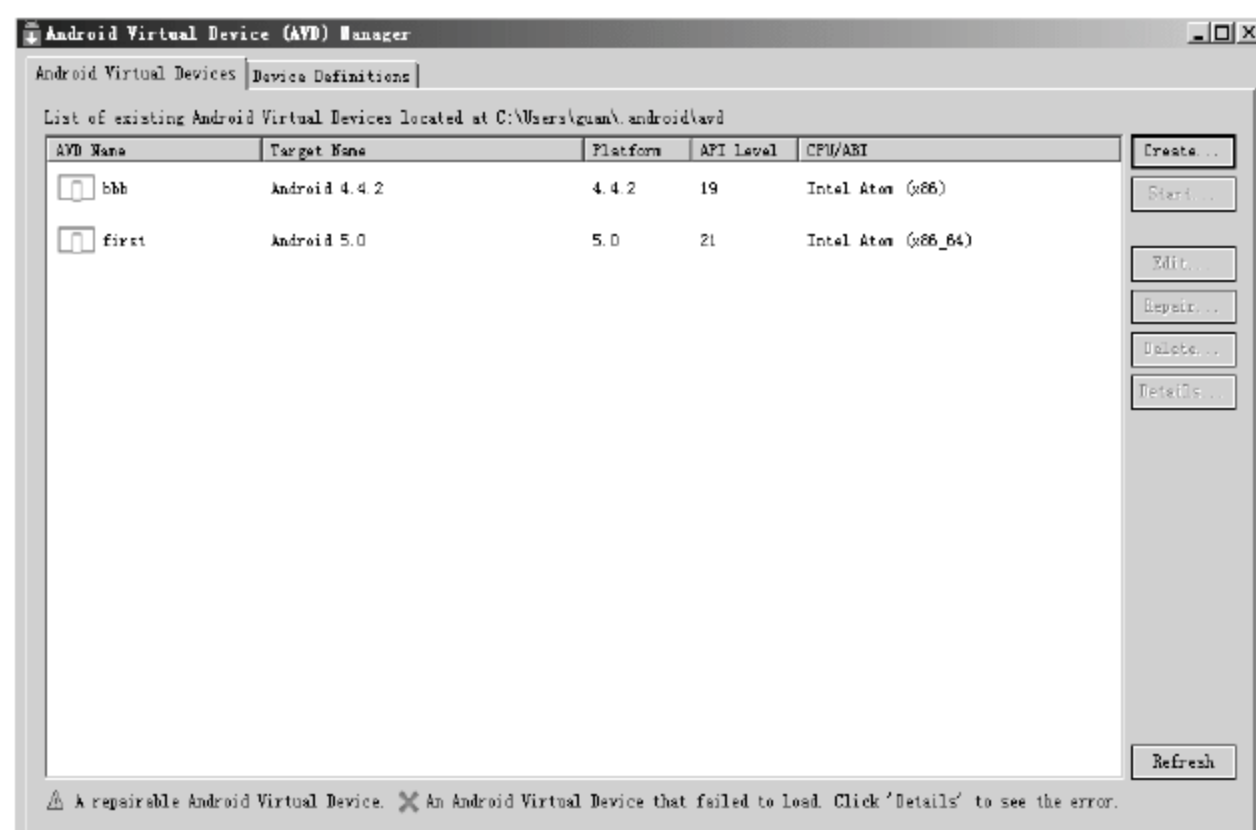 Android Virtual Device (AVD) Manager
Android Virtual Devices Device Definitions
List of existing Android Virtual Devices located at C:\Users\guan\.android\avd
AVD Name Target Name Platform API Level CPU/ABI Create...
bbb Android 4.4.2 4.4.2 19 Intel Atom (x86) Start...
first Android 5.0 5.0 21 Intel Atom (x86_64)
Edit...
Repair...
Delete...
Details...
Refresh
A repairable Android Virtual Device. An Android Virtual Device that failed to load. Click 'Details' to see the error.